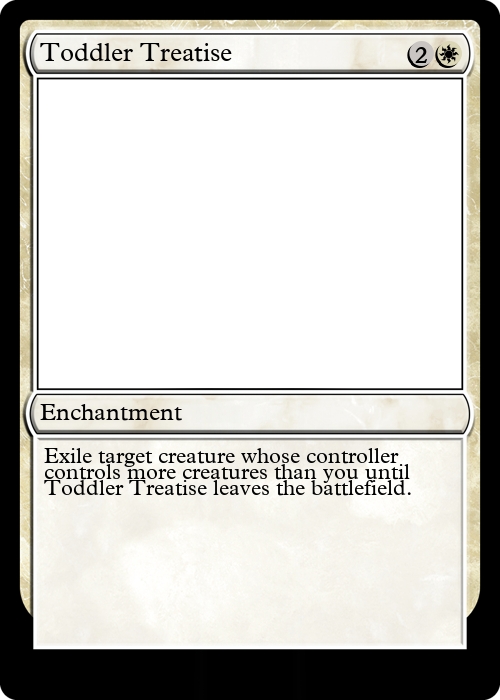 Toddler Treatise 2
Enchantment
Exile target creature whose controller
controls more creatures than you until
Toddler Treatise leaves the battlefield.